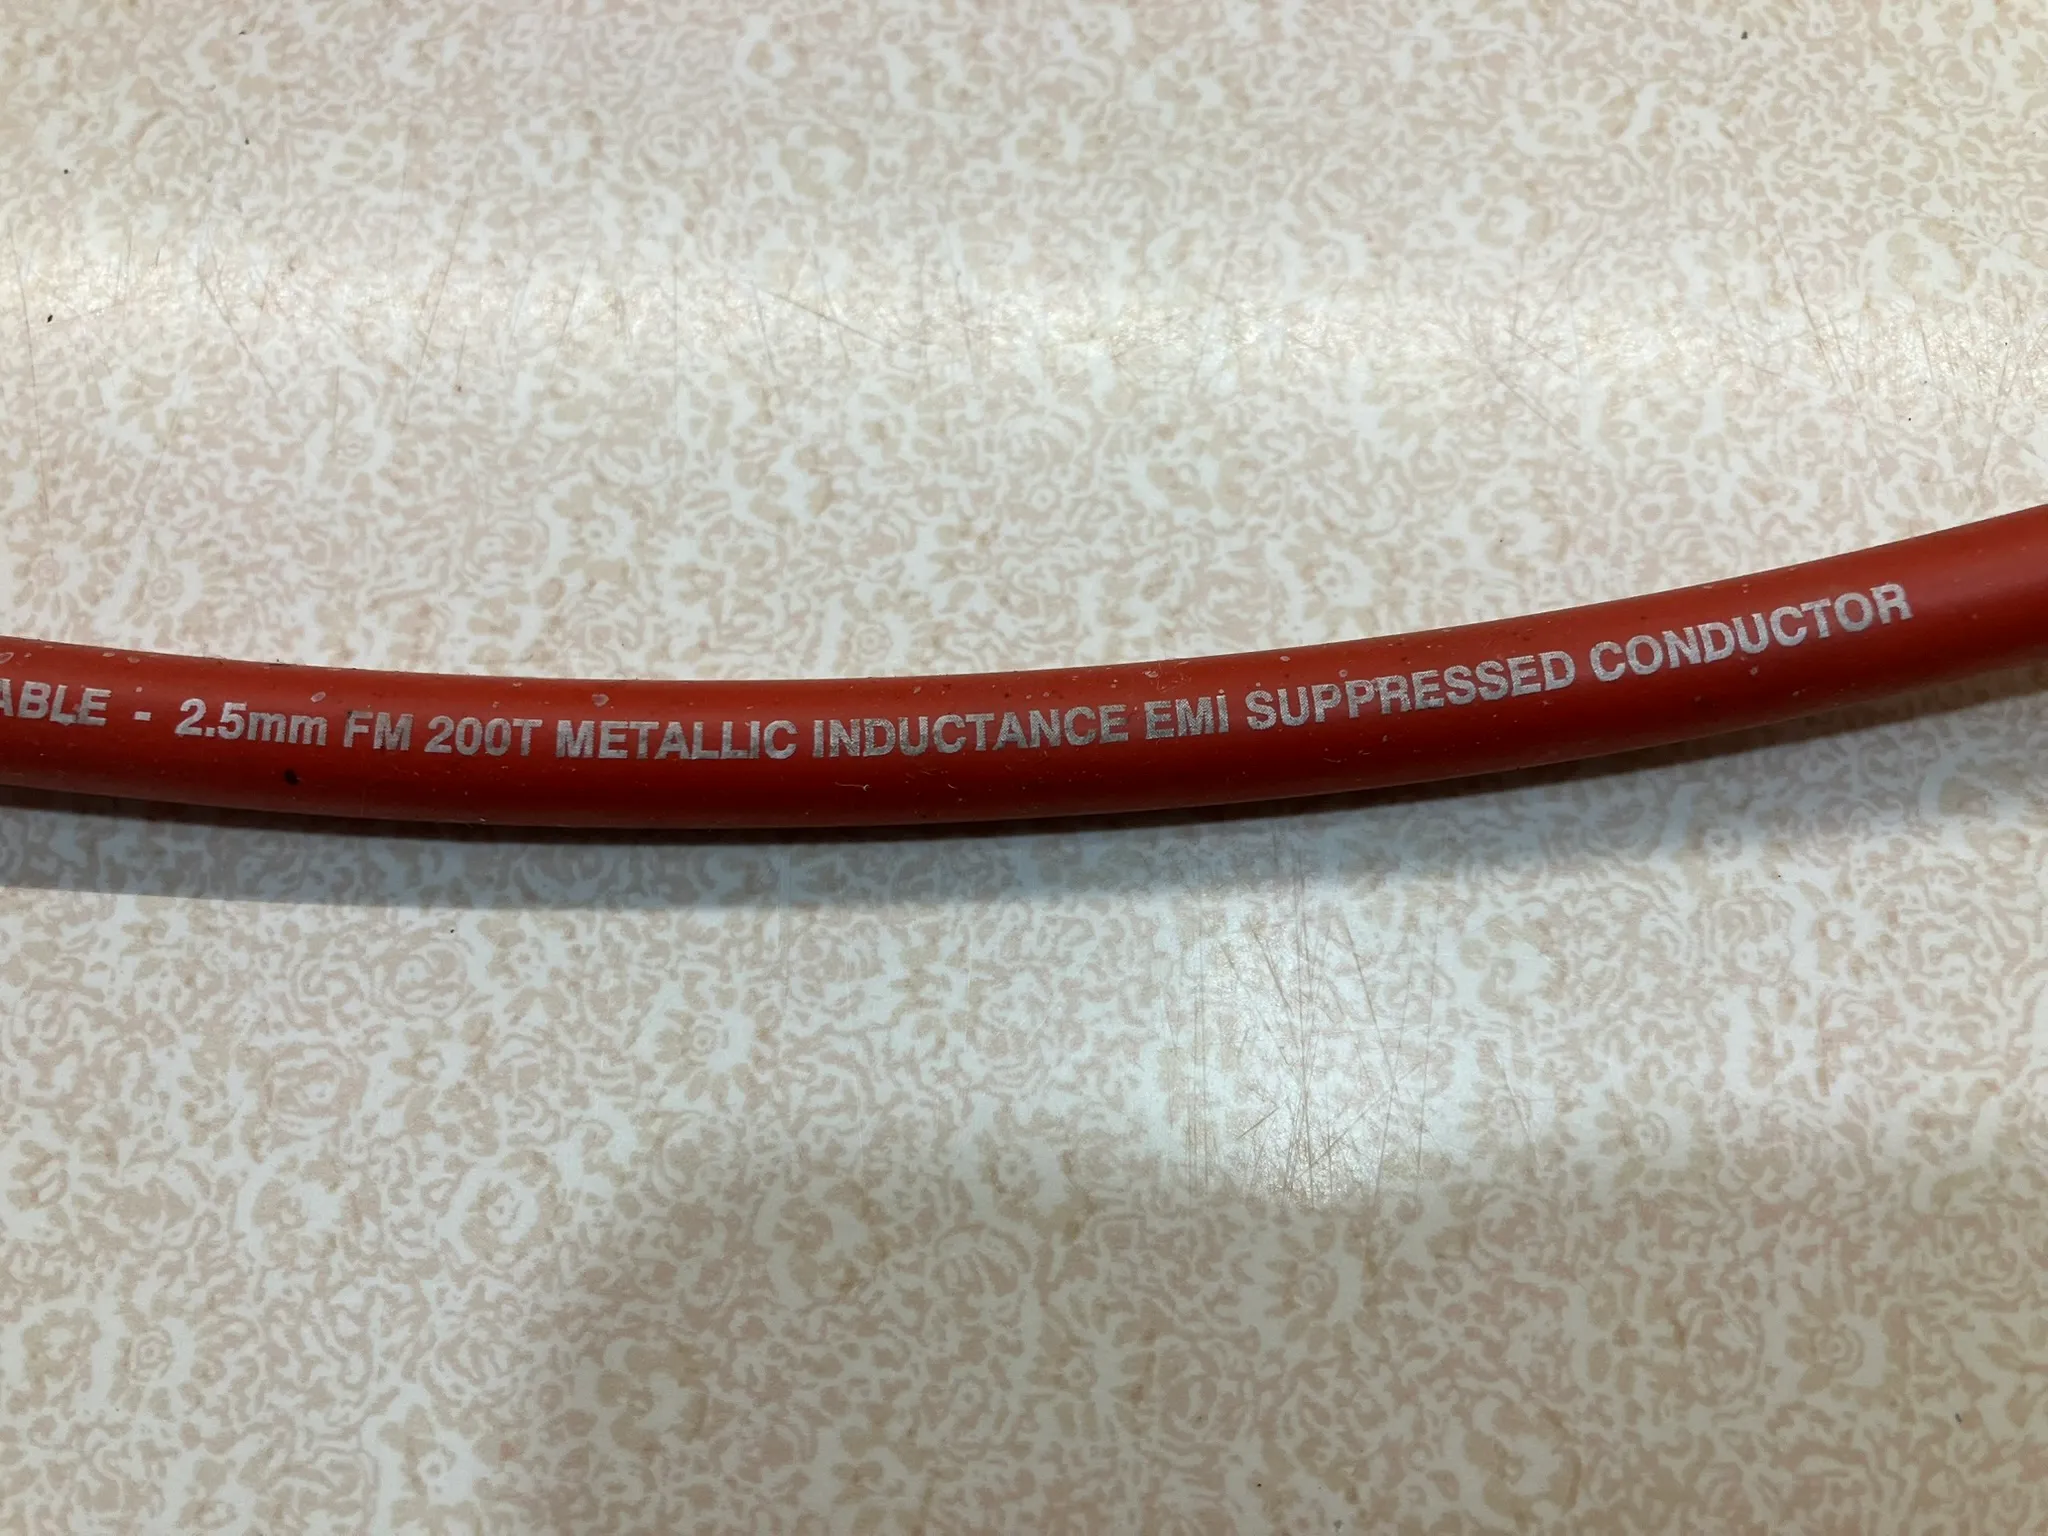 ABLE - 2.5mm FM 200T METALLIC INDUCTANCE EMI SUPPRESSED CONDUCTOR